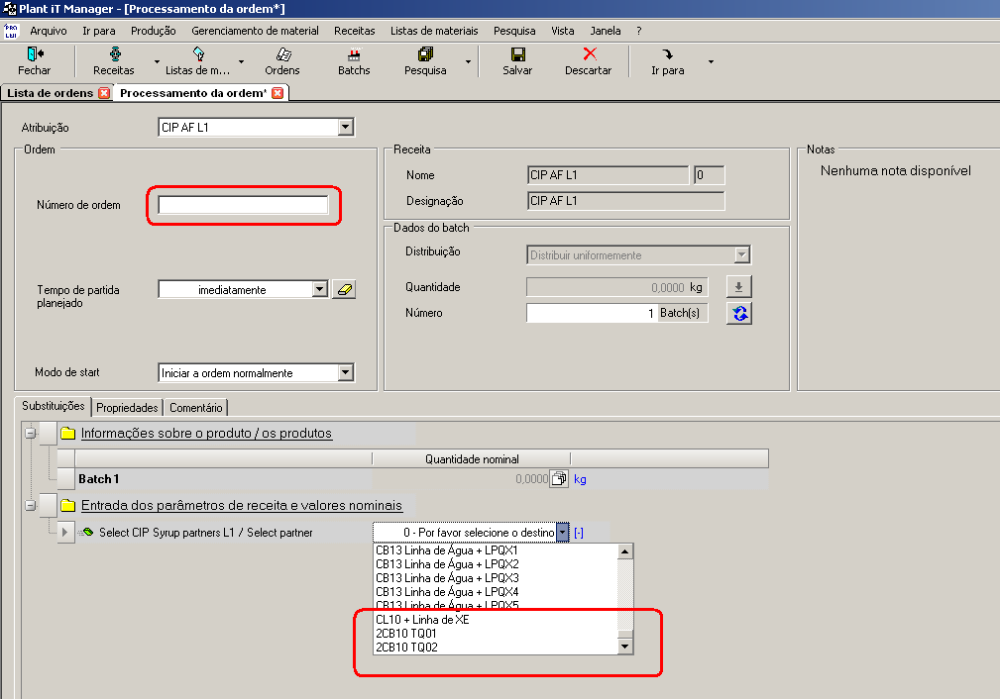 Plant iT Manager - [Processamento da ordem*]
Arquivo Ir para Produção Gerenciamento de material Receitas Listas de materiais Pesquisa Vista Janela ?
Fechar Receitas Listas de m... Ordens Batchs Pesquisa Salvar Descartar Ir para
Lista de ordens Processamento da ordem*
Atribuição CIP AF L1
Ordem Receita Notas
Nome CIP AF L1 0 Nenhuma nota disponível
Número de ordem Designação CIP AF L1
Dados do batch
Distribuição Distribuir uniformemente
Tempo de partida planejado imediatamente Quantidade 0,0000 kg
Número 1 Batch(s)
Modo de start Iniciar a ordem normalmente
Substituições Propriedades Comentário
Informações sobre o produto / os produtos
Quantidade nominal
Batch 1 0,0000 kg
Entrada dos parâmetros de receita e valores nominais
Select CIP Syrup partners L1 / Select partner 0 - Por favor selecione o destino [-]
CB13 Linha de Água + LPQX1
CB13 Linha de Água + LPQX2
CB13 Linha de Água + LPQX3
CB13 Linha de Água + LPQX4
CB13 Linha de Água + LPQX5
CL10 + Linha de XE
2CB10 TQ01
2CB10 TQ02